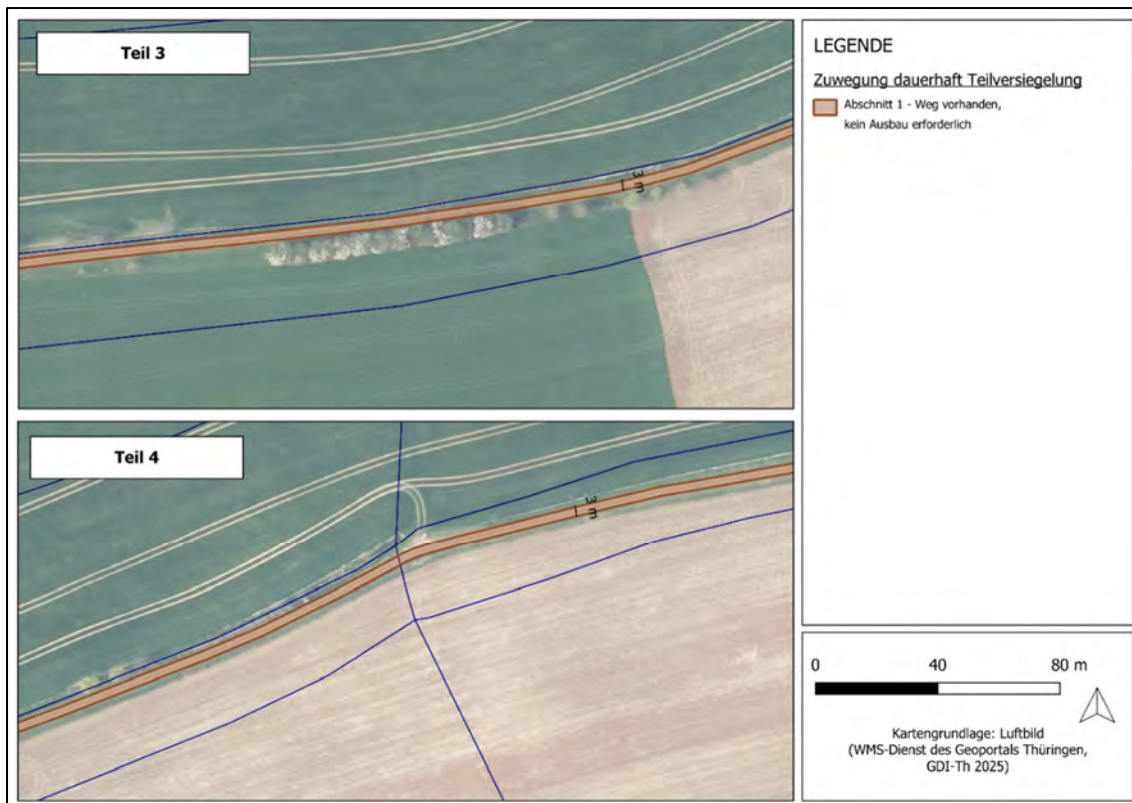 Teil 3
3 m
Teil 4
3 m
LEGENDE
Zuwegung dauerhaft Teilversiegelung
Abschnitt 1 - Weg vorhanden,
kein Ausbau erforderlich
0 40 80 m
Kartengrundlage: Luftbild
(WMS-Dienst des Geoportals Thüringen,
GDI-Th 2025)